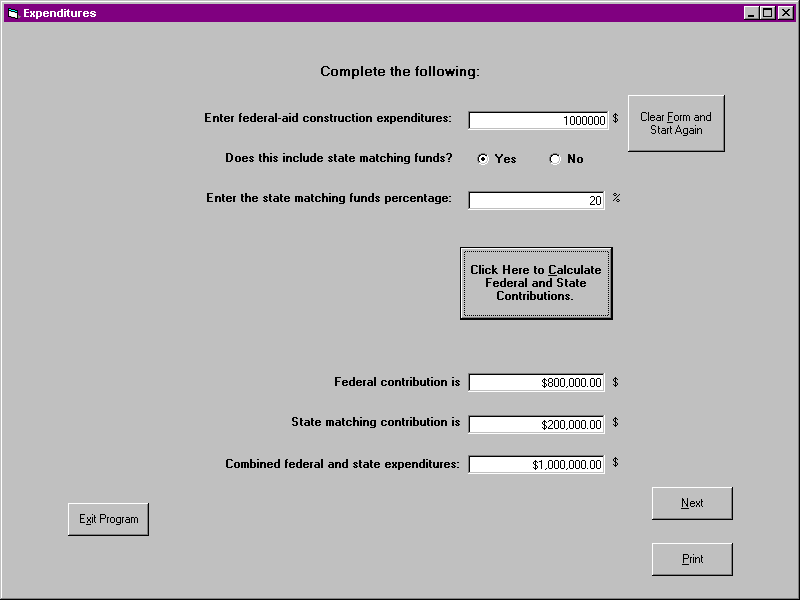 Expenditures
Complete the following:
Enter federal-aid construction expenditures:
1000000 $
Clear Form and
Start Again
Does this include state matching funds?
Yes
No
Enter the state matching funds percentage:
20 %
Click Here to Calculate
Federal and State
Contributions.
Federal contribution is
$800,000.00 $
State matching contribution is
$200,000.00 $
Combined federal and state expenditures:
$1,000,000.00 $
Next
Exit Program
Print